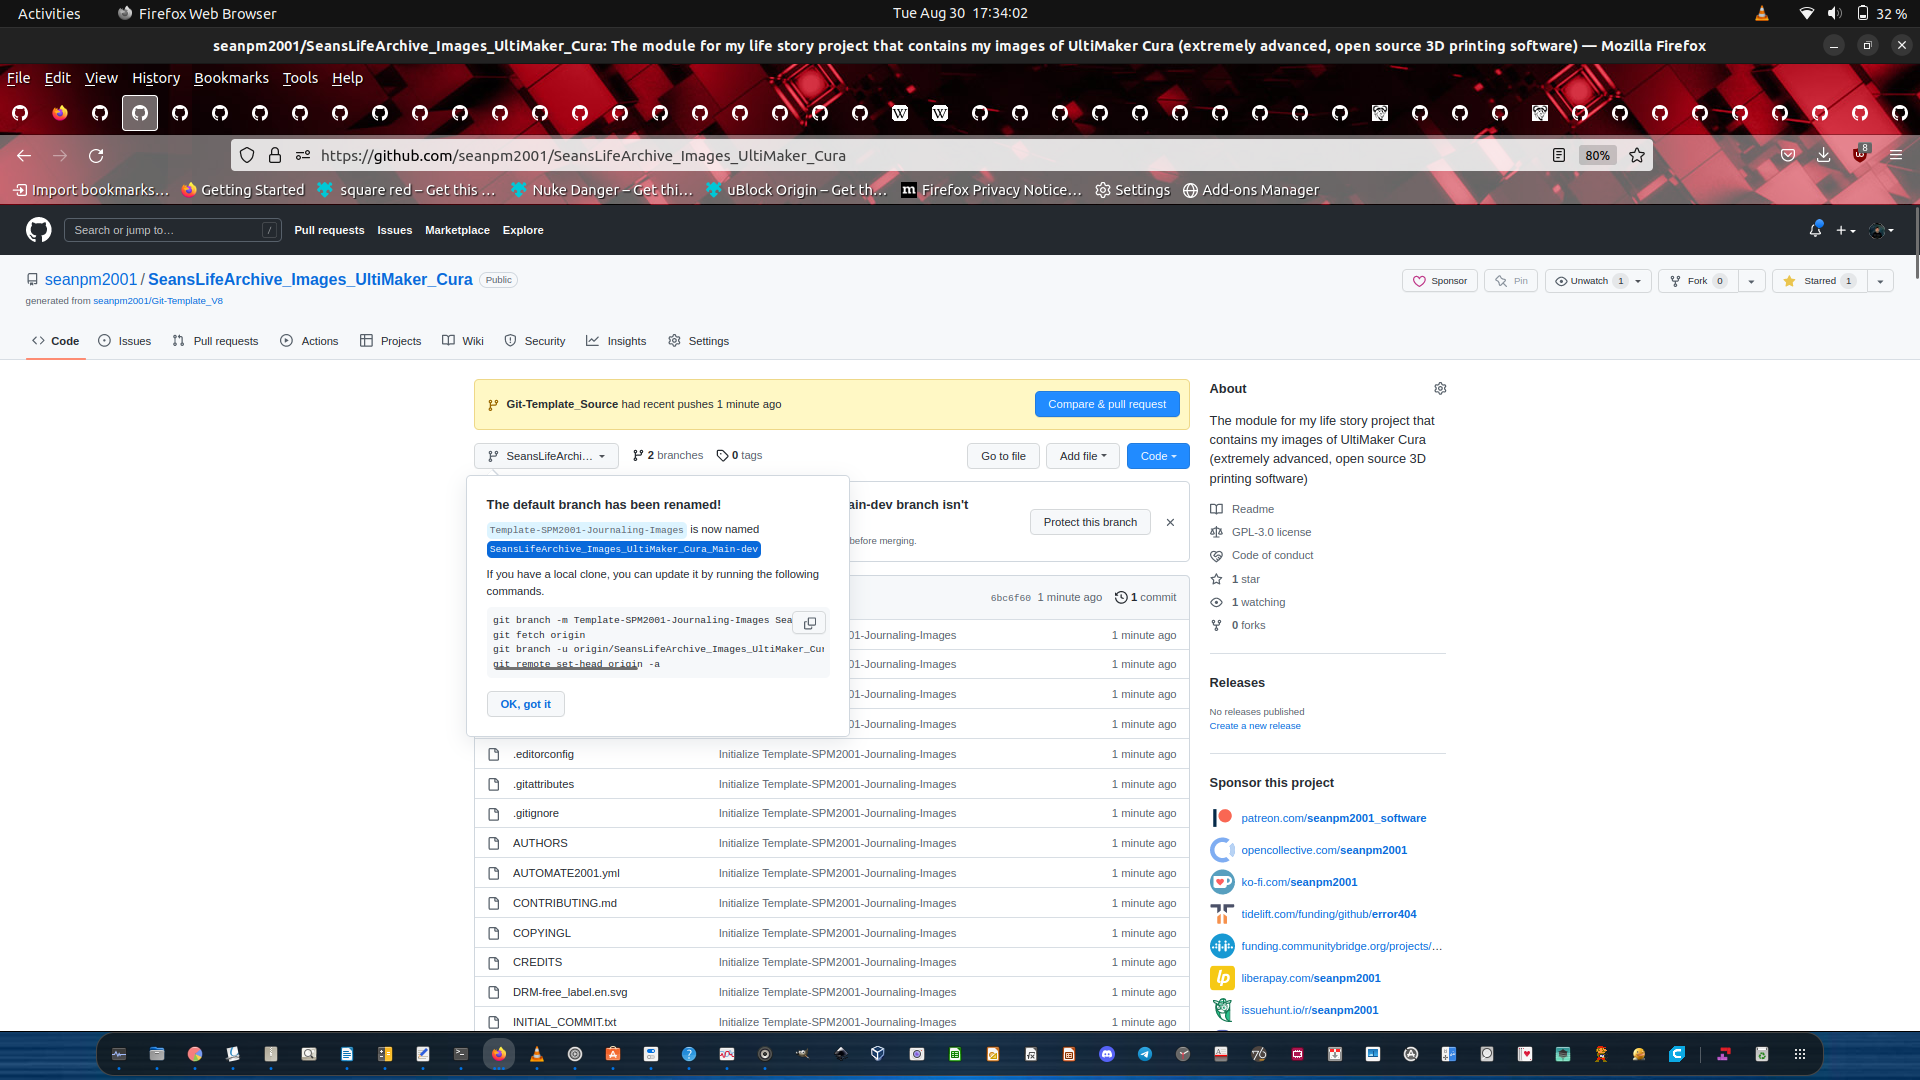 Activities
Firefox Web Browser
Tue Aug 30  17:34:02
32 %
seanpm2001/SeansLifeArchive_Images_UltiMaker_Cura: The module for my life story project that contains my images of UltiMaker Cura (extremely advanced, open source 3D printing software) — Mozilla Firefox
File Edit View History Bookmarks Tools Help
https://github.com/seanpm2001/SeansLifeArchive_Images_UltiMaker_Cura
80%
8
Import bookmarks…
Getting Started
square red – Get this …
Nuke Danger – Get thi…
uBlock Origin – Get th…
Firefox Privacy Notice…
Settings
Add-ons Manager
Search or jump to…
/
Pull requests
Issues
Marketplace
Explore
seanpm2001 / SeansLifeArchive_Images_UltiMaker_Cura
Public
generated from seanpm2001/Git-Template_V8
Sponsor
Pin
Unwatch 1
Fork 0
Starred 1
Code
Issues
Pull requests
Actions
Projects
Wiki
Security
Insights
Settings
Git-Template_Source had recent pushes 1 minute ago
Compare & pull request
SeansLifeArchi…
2 branches
0 tags
Go to file
Add file
Code
The default branch has been renamed!
Template-SPM2001-Journaling-Images is now named
SeansLifeArchive_Images_UltiMaker_Cura_Main-dev
If you have a local clone, you can update it by running the following
commands.
git branch -m Template-SPM2001-Journaling-Images Sea
git fetch origin
git branch -u origin/SeansLifeArchive_Images_UltiMaker_Cur
git remote set-head origin -a
OK, got it
ain-dev branch isn't
before merging.
Protect this branch
6bc6f60 1 minute ago
1 commit
01-Journaling-Images 1 minute ago
01-Journaling-Images 1 minute ago
01-Journaling-Images 1 minute ago
01-Journaling-Images 1 minute ago
.editorconfig Initialize Template-SPM2001-Journaling-Images 1 minute ago
.gitattributes Initialize Template-SPM2001-Journaling-Images 1 minute ago
.gitignore Initialize Template-SPM2001-Journaling-Images 1 minute ago
AUTHORS Initialize Template-SPM2001-Journaling-Images 1 minute ago
AUTOMATE2001.yml Initialize Template-SPM2001-Journaling-Images 1 minute ago
CONTRIBUTING.md Initialize Template-SPM2001-Journaling-Images 1 minute ago
COPYINGL Initialize Template-SPM2001-Journaling-Images 1 minute ago
CREDITS Initialize Template-SPM2001-Journaling-Images 1 minute ago
DRM-free_label.en.svg Initialize Template-SPM2001-Journaling-Images 1 minute ago
INITIAL_COMMIT.txt Initialize Template-SPM2001-Journaling-Images 1 minute ago
About
The module for my life story project that
contains my images of UltiMaker Cura
(extremely advanced, open source 3D
printing software)
Readme
GPL-3.0 license
Code of conduct
1 star
1 watching
0 forks
Releases
No releases published
Create a new release
Sponsor this project
patreon.com/seanpm2001_software
opencollective.com/seanpm2001
ko-fi.com/seanpm2001
tidelift.com/funding/github/error404
funding.communitybridge.org/projects/…
liberapay.com/seanpm2001
issuehunt.io/r/seanpm2001